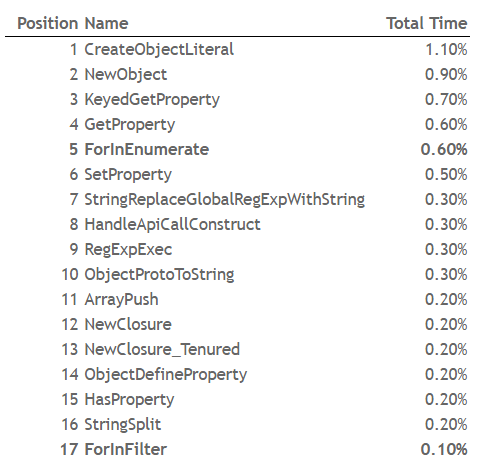 Position Name Total Time
1 CreateObjectLiteral 1.10%
2 NewObject 0.90%
3 KeyedGetProperty 0.70%
4 GetProperty 0.60%
5 ForInEnumerate 0.60%
6 SetProperty 0.50%
7 StringReplaceGlobalRegExpWithString 0.30%
8 HandleApiCallConstruct 0.30%
9 RegExpExec 0.30%
10 ObjectProtoToString 0.30%
11 ArrayPush 0.20%
12 NewClosure 0.20%
13 NewClosure_Tenured 0.20%
14 ObjectDefineProperty 0.20%
15 HasProperty 0.20%
16 StringSplit 0.20%
17 ForInFilter 0.10%